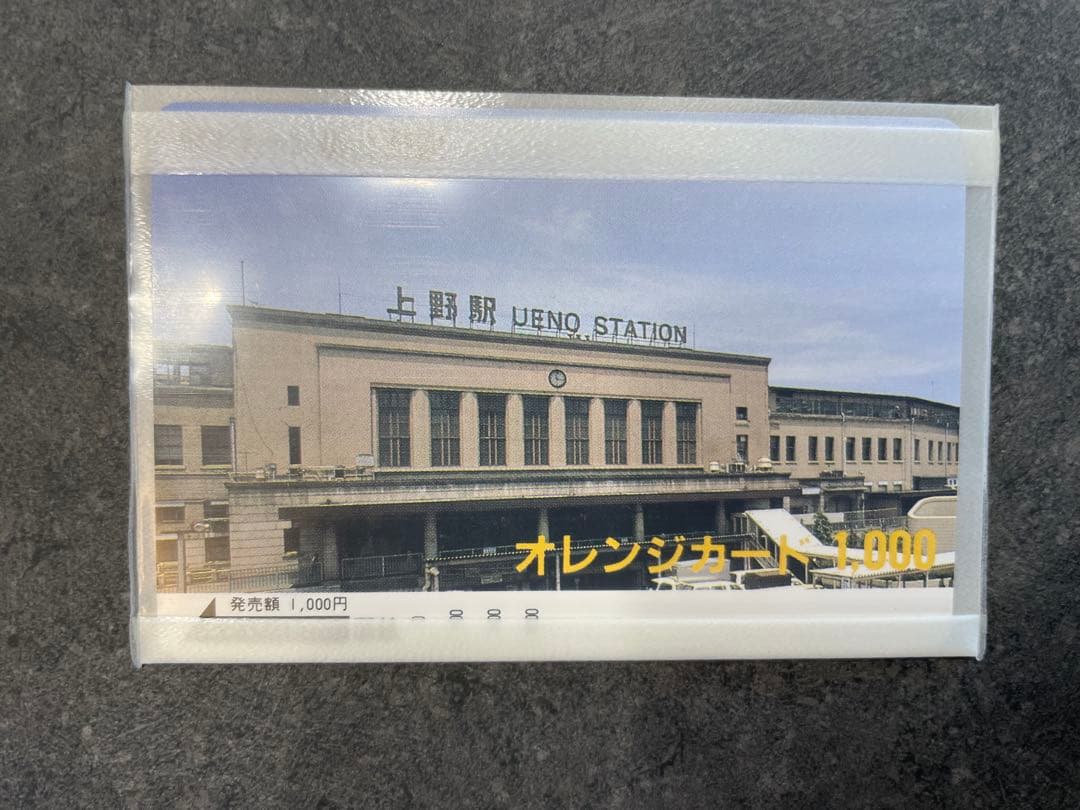 上野駅 UENO STATION
オレンジカード 1,000
発売額 1,000円